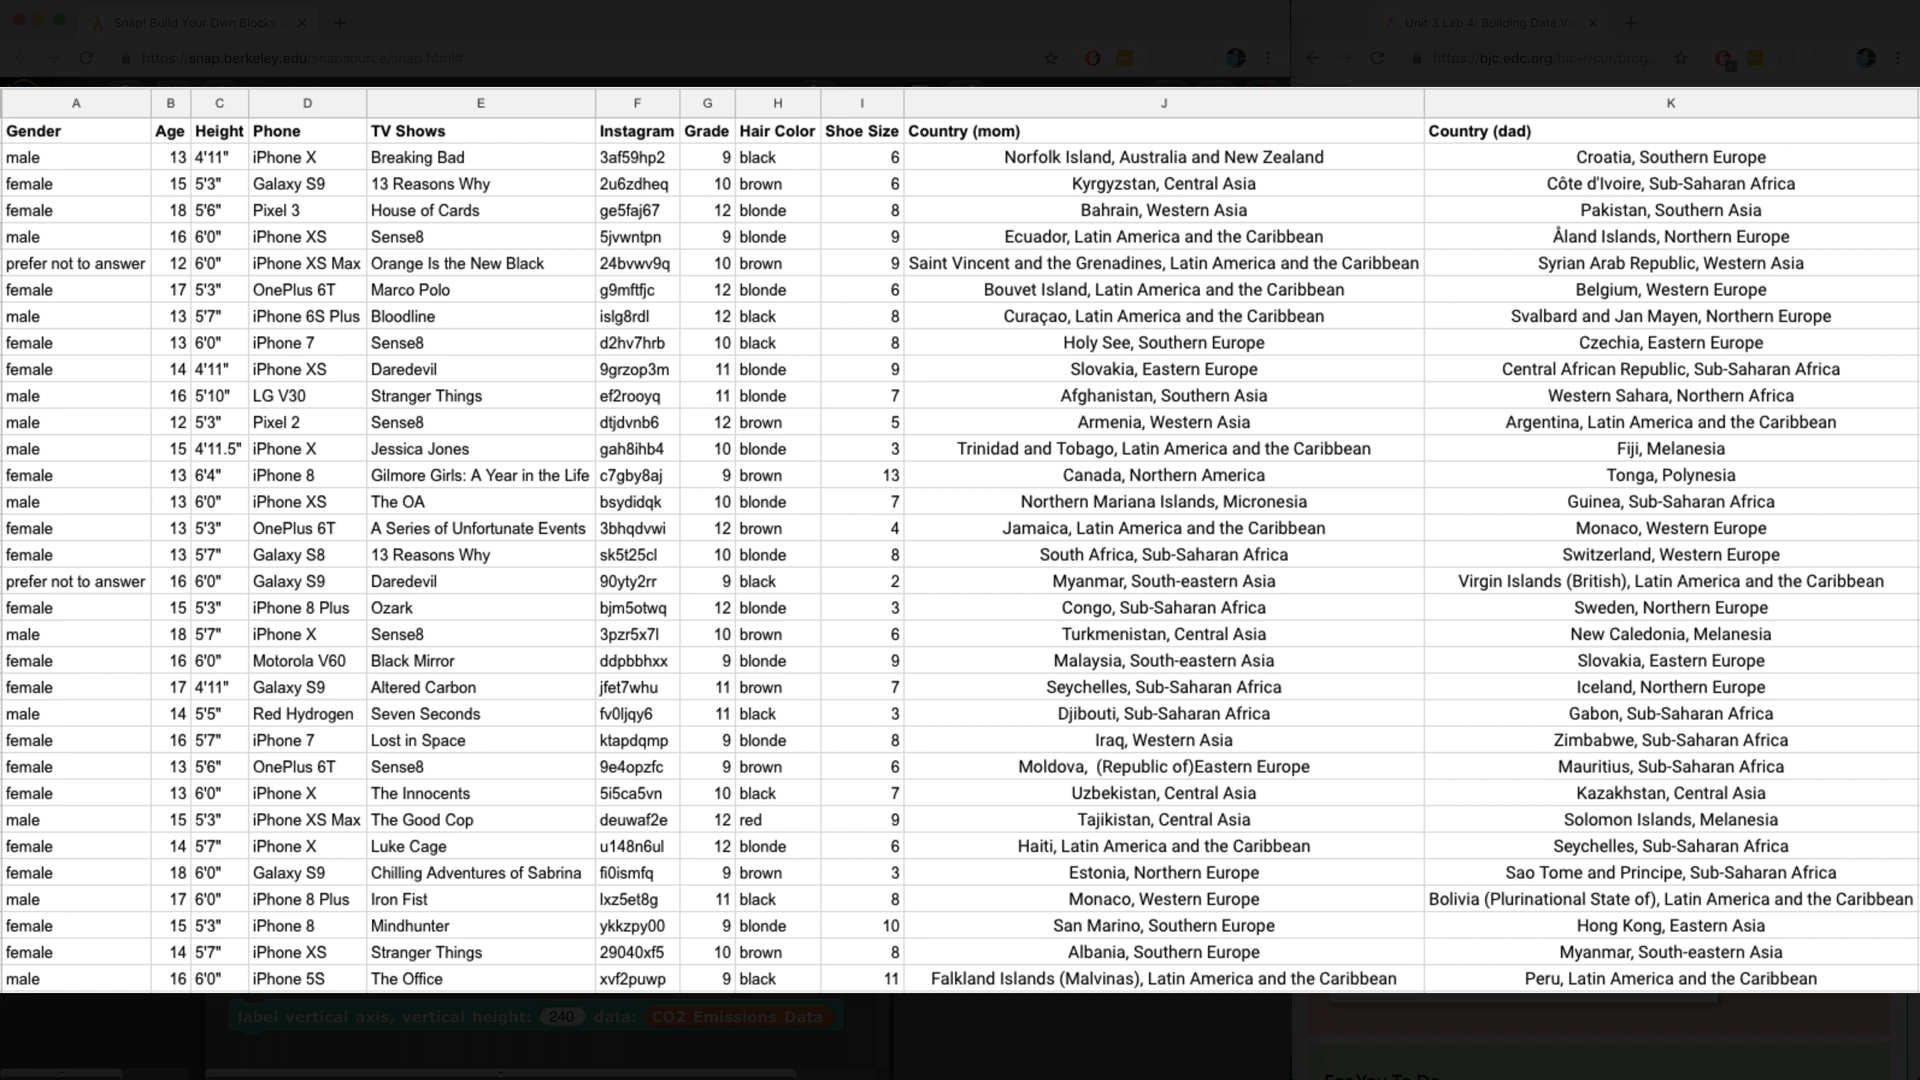 Snap! Build Your Own Blocks
Unit 3 Lab 4: Building Data Vis
https://snap.berkeley.edu/snapsource/snap.html#
https://bjc.edc.org/bjc-r/cur/prog...
A B C D E F G H I J K
Gender Age Height Phone TV Shows Instagram Grade Hair Color Shoe Size Country (mom) Country (dad)
male 13 4'11" iPhone X Breaking Bad 3af59hp2 9 black 6 Norfolk Island, Australia and New Zealand Croatia, Southern Europe
female 15 5'3" Galaxy S9 13 Reasons Why 2u6zdheq 10 brown 6 Kyrgyzstan, Central Asia Côte d'Ivoire, Sub-Saharan Africa
female 18 5'6" Pixel 3 House of Cards ge5faj67 12 blonde 8 Bahrain, Western Asia Pakistan, Southern Asia
male 16 6'0" iPhone XS Sense8 5jvwntpn 9 blonde 9 Ecuador, Latin America and the Caribbean Åland Islands, Northern Europe
prefer not to answer 12 6'0" iPhone XS Max Orange Is the New Black 24bvwv9q 10 brown 9 Saint Vincent and the Grenadines, Latin America and the Caribbean Syrian Arab Republic, Western Asia
female 17 5'3" OnePlus 6T Marco Polo g9mftfjc 12 blonde 6 Bouvet Island, Latin America and the Caribbean Belgium, Western Europe
male 13 5'7" iPhone 6S Plus Bloodline islg8rdl 12 black 8 Curaçao, Latin America and the Caribbean Svalbard and Jan Mayen, Northern Europe
female 13 6'0" iPhone 7 Sense8 d2hv7hrb 10 black 8 Holy See, Southern Europe Czechia, Eastern Europe
female 14 4'11" iPhone XS Daredevil 9grzop3m 11 blonde 9 Slovakia, Eastern Europe Central African Republic, Sub-Saharan Africa
male 16 5'10" LG V30 Stranger Things ef2rooyq 11 blonde 7 Afghanistan, Southern Asia Western Sahara, Northern Africa
male 12 5'3" Pixel 2 Sense8 dtjdvnb6 12 brown 5 Armenia, Western Asia Argentina, Latin America and the Caribbean
male 15 4'11.5" iPhone X Jessica Jones gah8ihb4 10 blonde 3 Trinidad and Tobago, Latin America and the Caribbean Fiji, Melanesia
female 13 6'4" iPhone 8 Gilmore Girls: A Year in the Life c7gby8aj 9 brown 13 Canada, Northern America Tonga, Polynesia
male 13 6'0" iPhone XS The OA bsydidqk 10 blonde 7 Northern Mariana Islands, Micronesia Guinea, Sub-Saharan Africa
female 13 5'3" OnePlus 6T A Series of Unfortunate Events 3bhqdvwi 12 brown 4 Jamaica, Latin America and the Caribbean Monaco, Western Europe
female 13 5'7" Galaxy S8 13 Reasons Why sk5t25cl 10 blonde 8 South Africa, Sub-Saharan Africa Switzerland, Western Europe
prefer not to answer 16 6'0" Galaxy S9 Daredevil 90yty2rr 9 black 2 Myanmar, South-eastern Asia Virgin Islands (British), Latin America and the Caribbean
female 15 5'3" iPhone 8 Plus Ozark bjm5otwq 12 blonde 3 Congo, Sub-Saharan Africa Sweden, Northern Europe
male 18 5'7" iPhone X Sense8 3pzr5x7l 10 brown 6 Turkmenistan, Central Asia New Caledonia, Melanesia
female 16 6'0" Motorola V60 Black Mirror ddpbbhxx 9 blonde 9 Malaysia, South-eastern Asia Slovakia, Eastern Europe
female 17 4'11" Galaxy S9 Altered Carbon jfet7whu 11 brown 7 Seychelles, Sub-Saharan Africa Iceland, Northern Europe
male 14 5'5" Red Hydrogen Seven Seconds fv0ljqy6 11 black 3 Djibouti, Sub-Saharan Africa Gabon, Sub-Saharan Africa
female 16 5'7" iPhone 7 Lost in Space ktapdqmp 9 blonde 8 Iraq, Western Asia Zimbabwe, Sub-Saharan Africa
female 13 5'6" OnePlus 6T Sense8 9e4opzfc 9 brown 6 Moldova, (Republic of)Eastern Europe Mauritius, Sub-Saharan Africa
female 13 6'0" iPhone X The Innocents 5i5ca5vn 10 black 7 Uzbekistan, Central Asia Kazakhstan, Central Asia
male 15 5'3" iPhone XS Max The Good Cop deuwaf2e 12 red 9 Tajikistan, Central Asia Solomon Islands, Melanesia
female 14 5'7" iPhone X Luke Cage u148n6ul 12 blonde 6 Haiti, Latin America and the Caribbean Seychelles, Sub-Saharan Africa
female 18 6'0" Galaxy S9 Chilling Adventures of Sabrina fi0ismfq 9 brown 3 Estonia, Northern Europe Sao Tome and Principe, Sub-Saharan Africa
male 17 6'0" iPhone 8 Plus Iron Fist lxz5et8g 11 black 8 Monaco, Western Europe Bolivia (Plurinational State of), Latin America and the Caribbean
female 15 5'3" iPhone 8 Mindhunter ykkzpy00 9 blonde 10 San Marino, Southern Europe Hong Kong, Eastern Asia
female 14 5'7" iPhone XS Stranger Things 29040xf5 10 brown 8 Albania, Southern Europe Myanmar, South-eastern Asia
male 16 6'0" iPhone 5S The Office xvf2puwp 9 black 11 Falkland Islands (Malvinas), Latin America and the Caribbean Peru, Latin America and the Caribbean
label vertical axis, vertical height: 240 data: CO2 Emissions Data
For You To Do